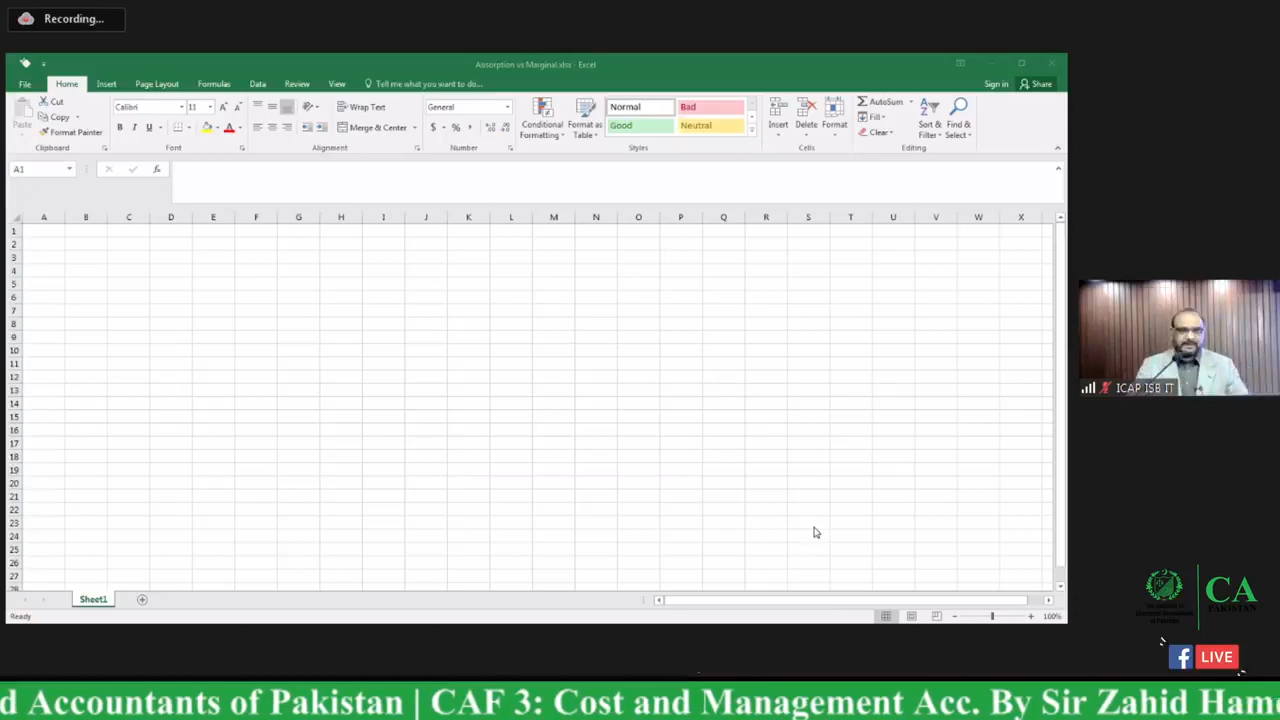 Recording...
Absorption vs Marginal.xlsx - Excel
File Home Insert Page Layout Formulas Data Review View Tell me what you want to do... Sign in Share
Cut
Copy
Format Painter
Paste
Clipboard
Calibri 11
B I U A
Font
Wrap Text
Merge & Center
Alignment
General
$ % ,
Number
Conditional Formatting
Format as Table
Normal Bad
Good Neutral
Styles
Insert Delete Format
Cells
AutoSum
Fill
Clear
Sort & Filter
Find & Select
Editing
A1 fx
A B C D E F G H I J K L M N O P Q R S T U V W X
1
2
3
4
5
6
7
8
9
10
11
12
13
14
15
16
17
18
19
20
21
22
23
24
25
26
27
28
Sheet1
Ready 100%
ICAP ISB IT
CA
PAKISTAN
f LIVE
d Accountants of Pakistan | CAF 3: Cost and Management Acc. By Sir Zahid Ham